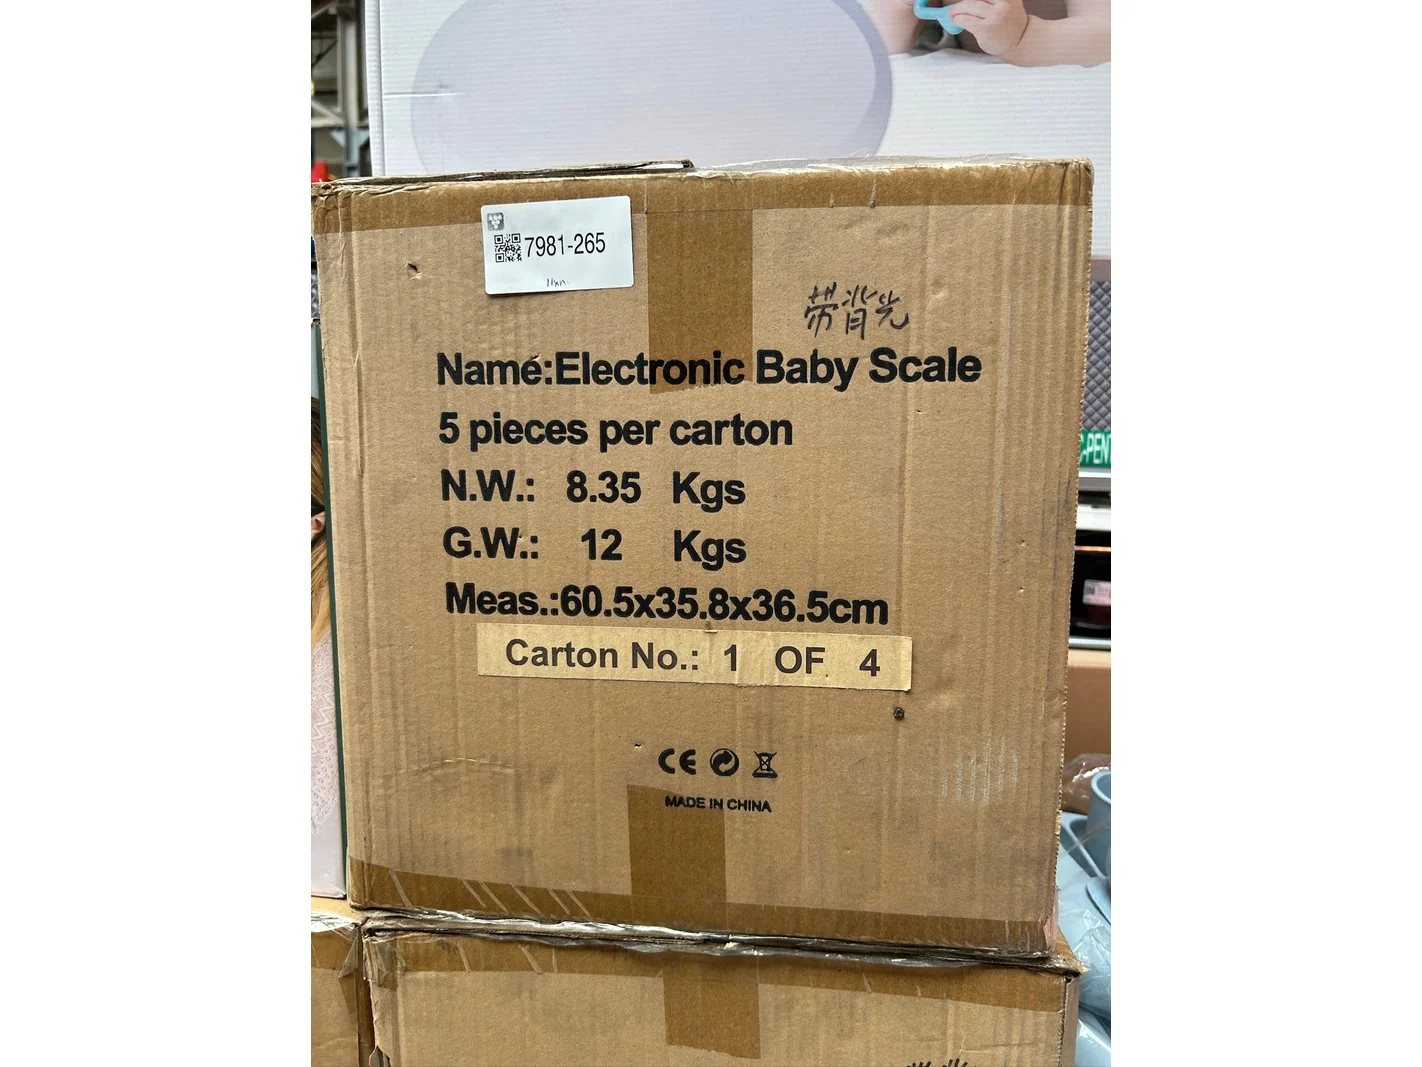 7981-265
带背光
Name:Electronic Baby Scale
5 pieces per carton
N.W.: 8.35 Kgs
G.W.: 12 Kgs
Meas.:60.5x35.8x36.5cm
Carton No.: 1 OF 4
CE
MADE IN CHINA